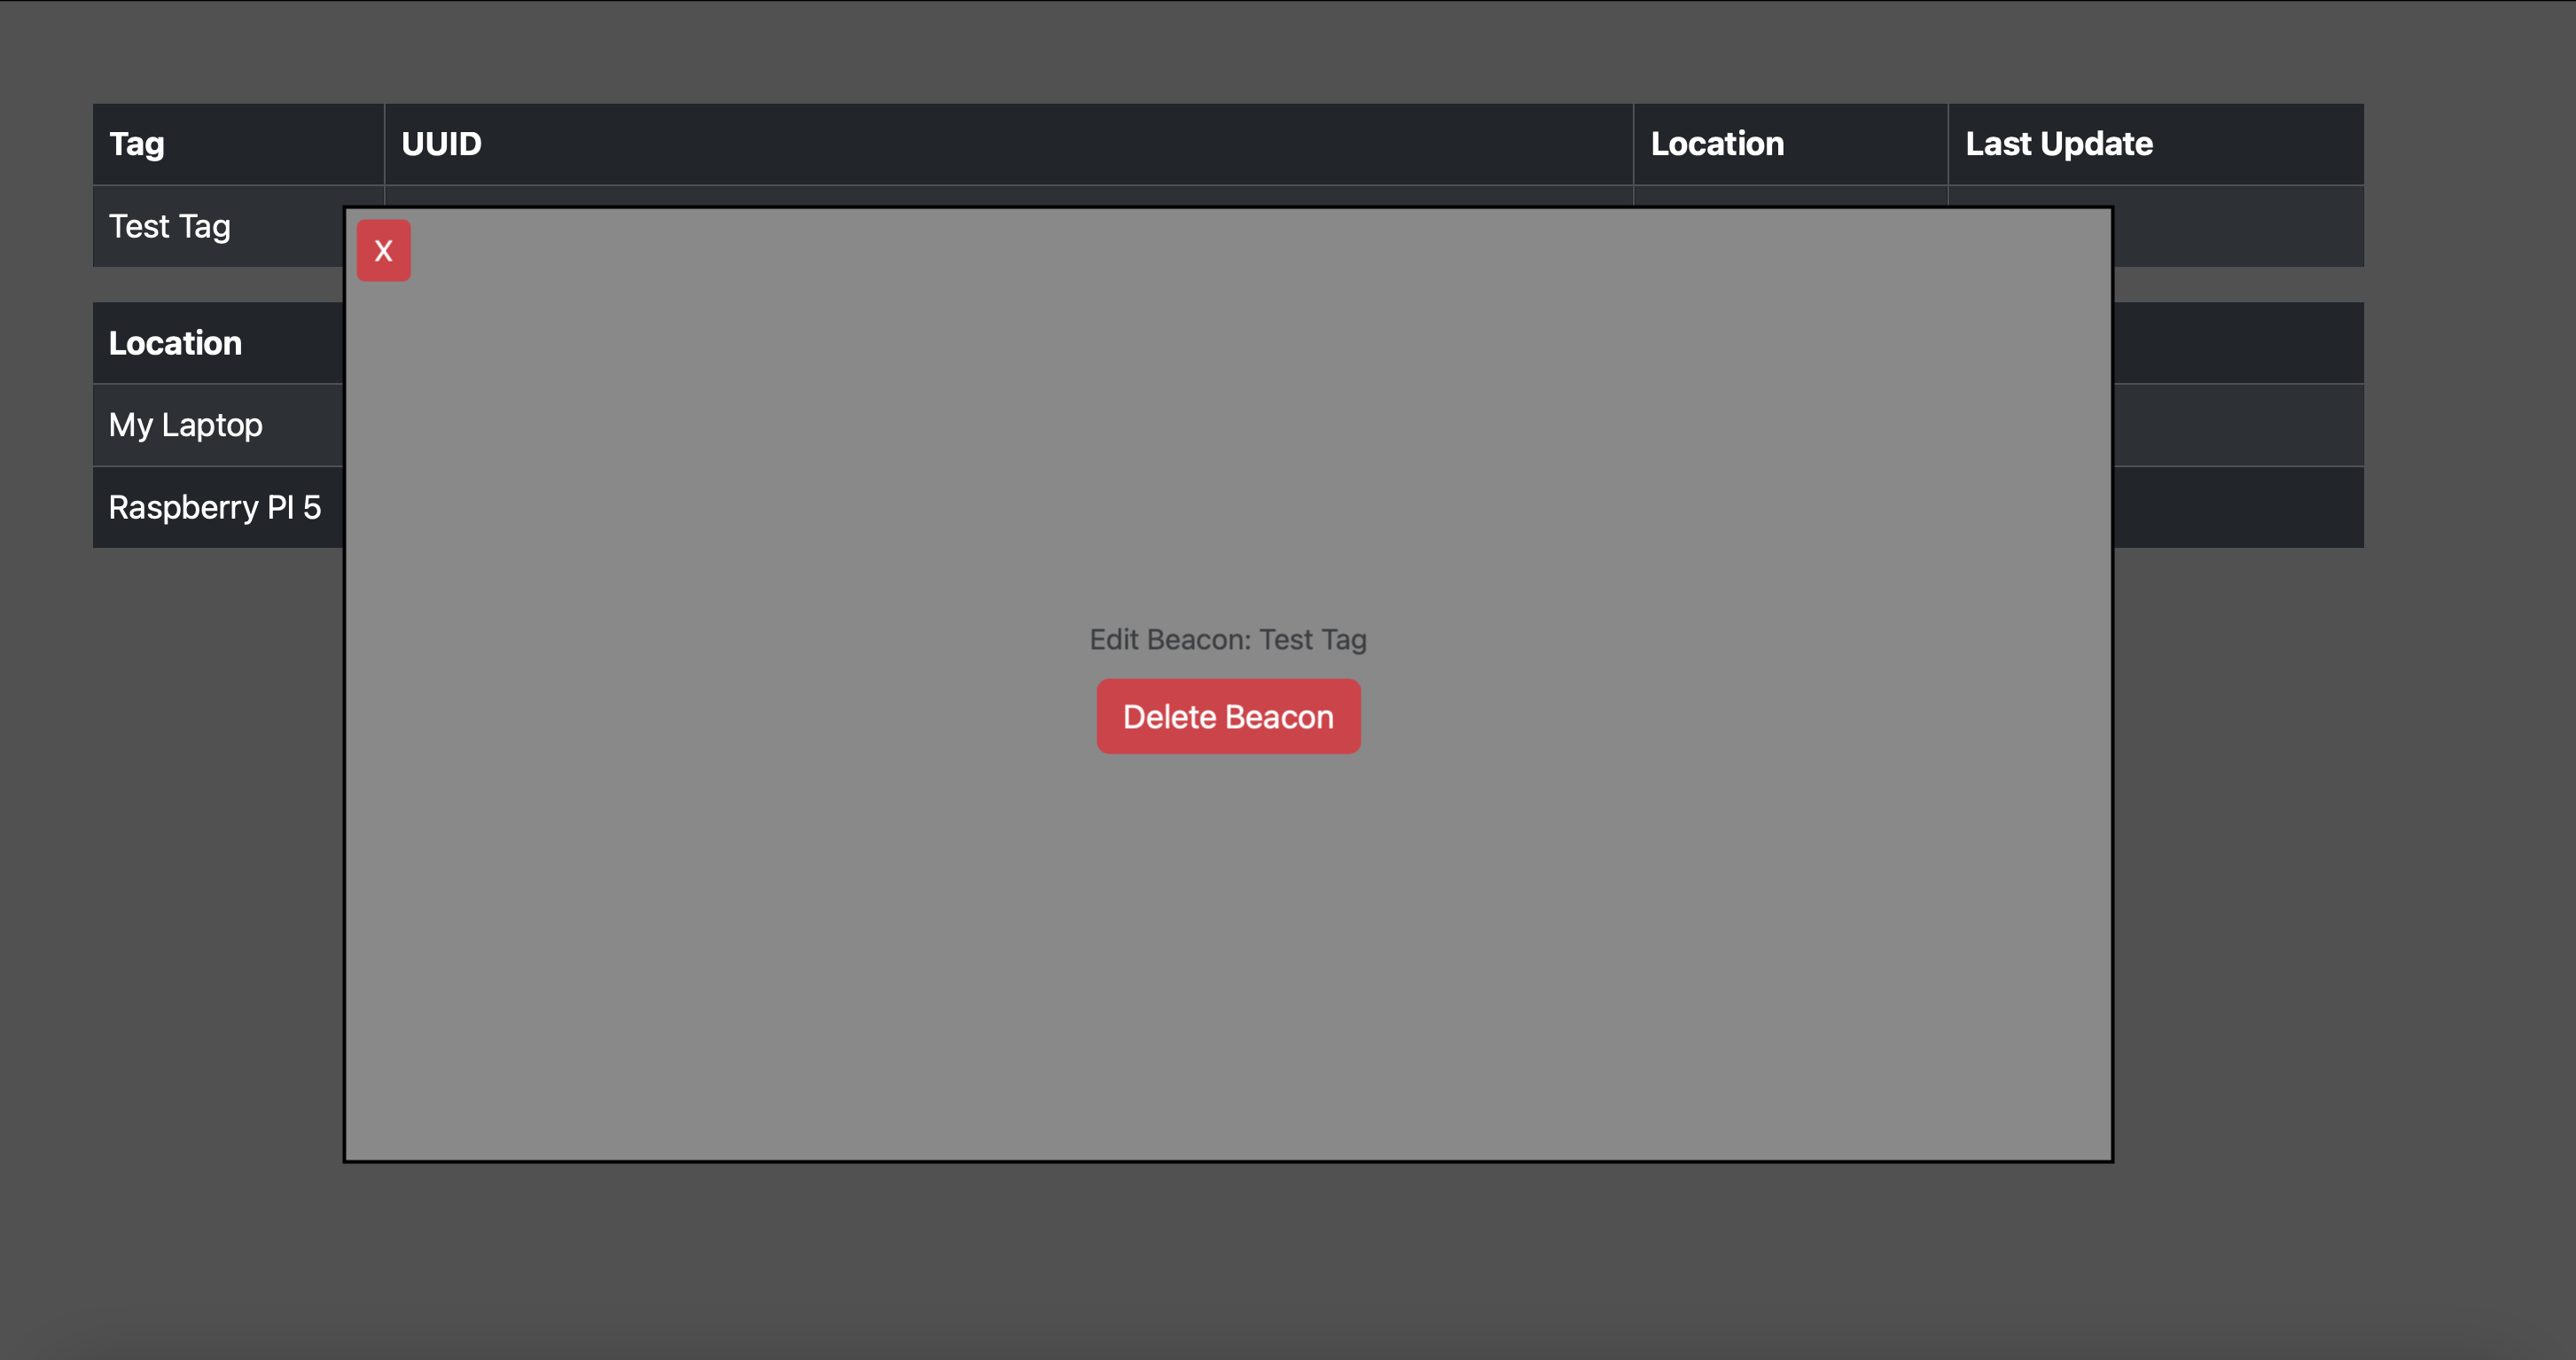 Tag UUID Location Last Update
Test Tag
X
Location
My Laptop
Raspberry PI 5
Edit Beacon: Test Tag
Delete Beacon